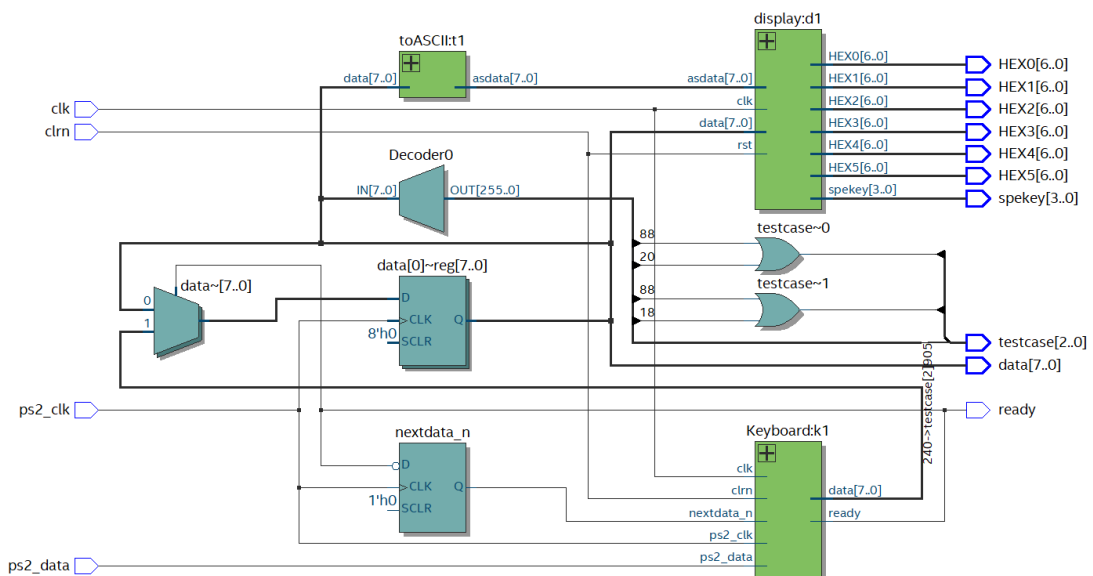 display:d1
toASCII:t1
data[7..0] asdata[7..0] asdata[7..0] HEX0[6..0] HEX0[6..0]
HEX1[6..0] HEX1[6..0]
clk clk HEX2[6..0] HEX2[6..0]
clrn data[7..0] HEX3[6..0] HEX3[6..0]
rst HEX4[6..0] HEX4[6..0]
Decoder0 HEX5[6..0] HEX5[6..0]
IN[7..0] OUT[255..0] spekey[3..0] spekey[3..0]
testcase~0
88
20
data[0]~reg[7..0]
data~[7..0] testcase~1
0 D 88
1 CLK Q 18
8'h0 SCLR testcase[2..0]
data[7..0]
240->testcase[2]905
ps2_clk ready
nextdata_n Keyboard:k1
D clk
CLK Q clrn data[7..0]
1'h0 SCLR nextdata_n ready
ps2_clk
ps2_data ps2_data